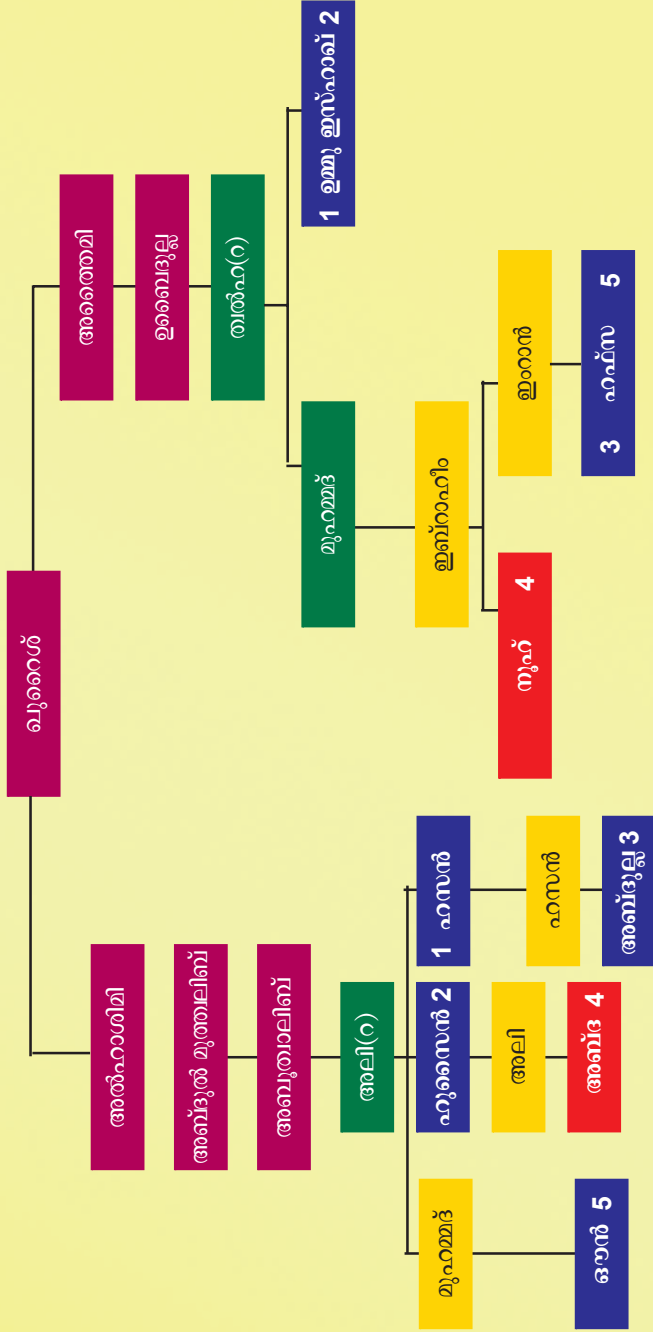 ഖുറൈശ്
അൽഹാശിമി
അബ്ദുൽ മുത്ത്വലിബ്
അബൂത്വാലിബ്
അലി(റ)
മുഹമ്മദ്
ഔൻ 5
ഹുസൈൻ 2
അലി
അബ്ദ 4
1 ഹസൻ
ഹസൻ
അബ്ദുല്ല 3
അത്തൈമി
ഉബൈദുല്ല
ത്വൽഹ(റ)
മുഹമ്മദ്
1 ഉമ്മു ഇസ്ഹാഖ് 2
ഇബ്റാഹീം
നൂഹ് 4
ഇംറാൻ
3 ഹഫ്സ 5